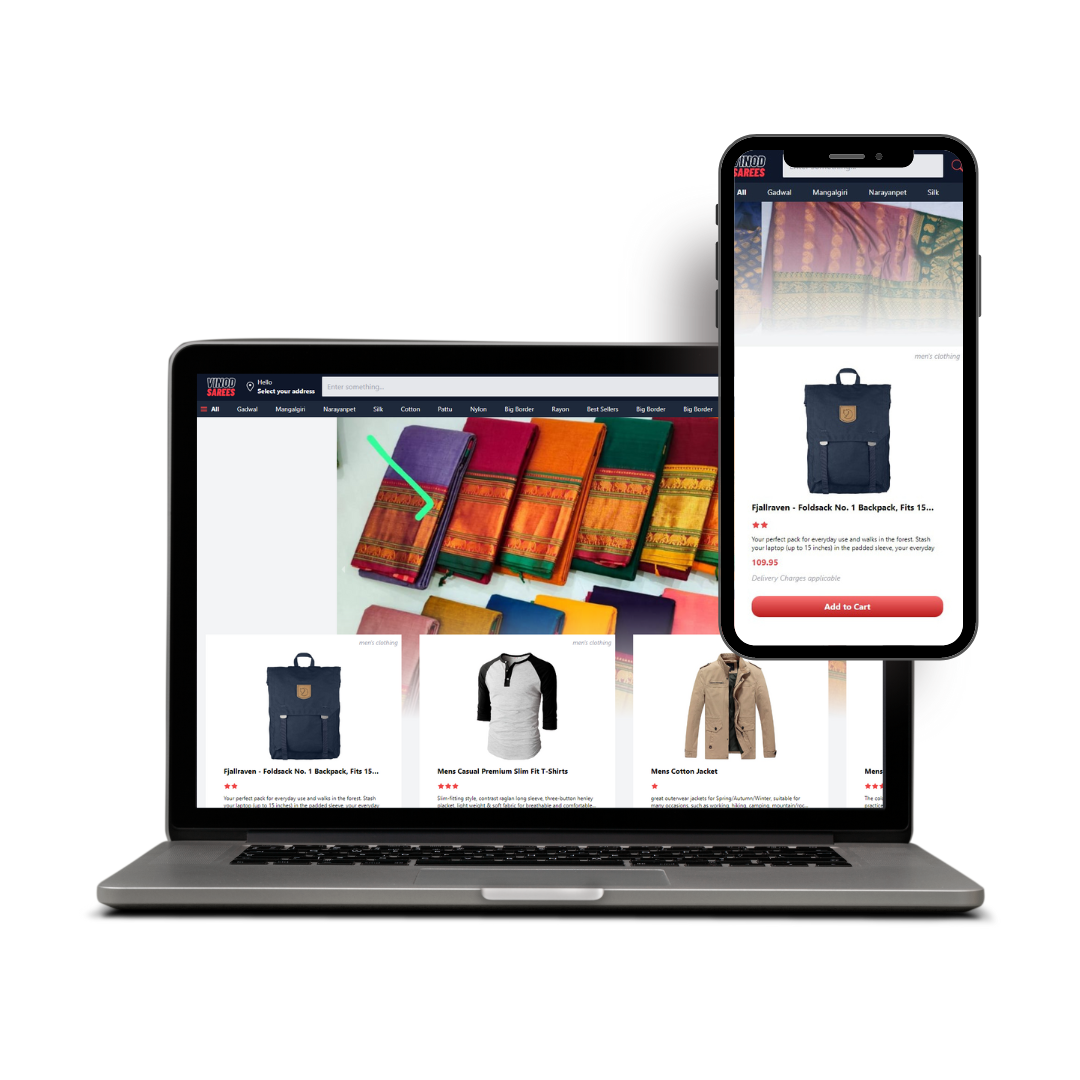 VINOD
SAREES
Hello
Select your address
Enter something...
All Gadwal Mangalgiri Narayanpet Silk Cotton Pattu Nylon Big Border Rayon Best Sellers Big Border Big Border
men's clothing
men's clothing
Fjallraven - Foldsack No. 1 Backpack, Fits 15...
Your perfect pack for everyday use and walks in the forest. Stash
your laptop (up to 15 inches) in the padded sleeve, your everyday
Mens Casual Premium Slim Fit T-Shirts
Slim-fitting style, contrast raglan long sleeve, three-button henley
placket, light weight & soft fabric for breathable and comfortable...
Mens Cotton Jacket
great outerwear jackets for Spring/Autumn/Winter, suitable for
many occasions, such as working, hiking, camping, mountain/roc...
Mens
The col
VINOD
SAREES
All Gadwal Mangalgiri Narayanpet Silk
men's clothing
Fjallraven - Foldsack No. 1 Backpack, Fits 15...
Your perfect pack for everyday use and walks in the forest. Stash
your laptop (up to 15 inches) in the padded sleeve, your everyday
109.95
Delivery Charges applicable
Add to Cart